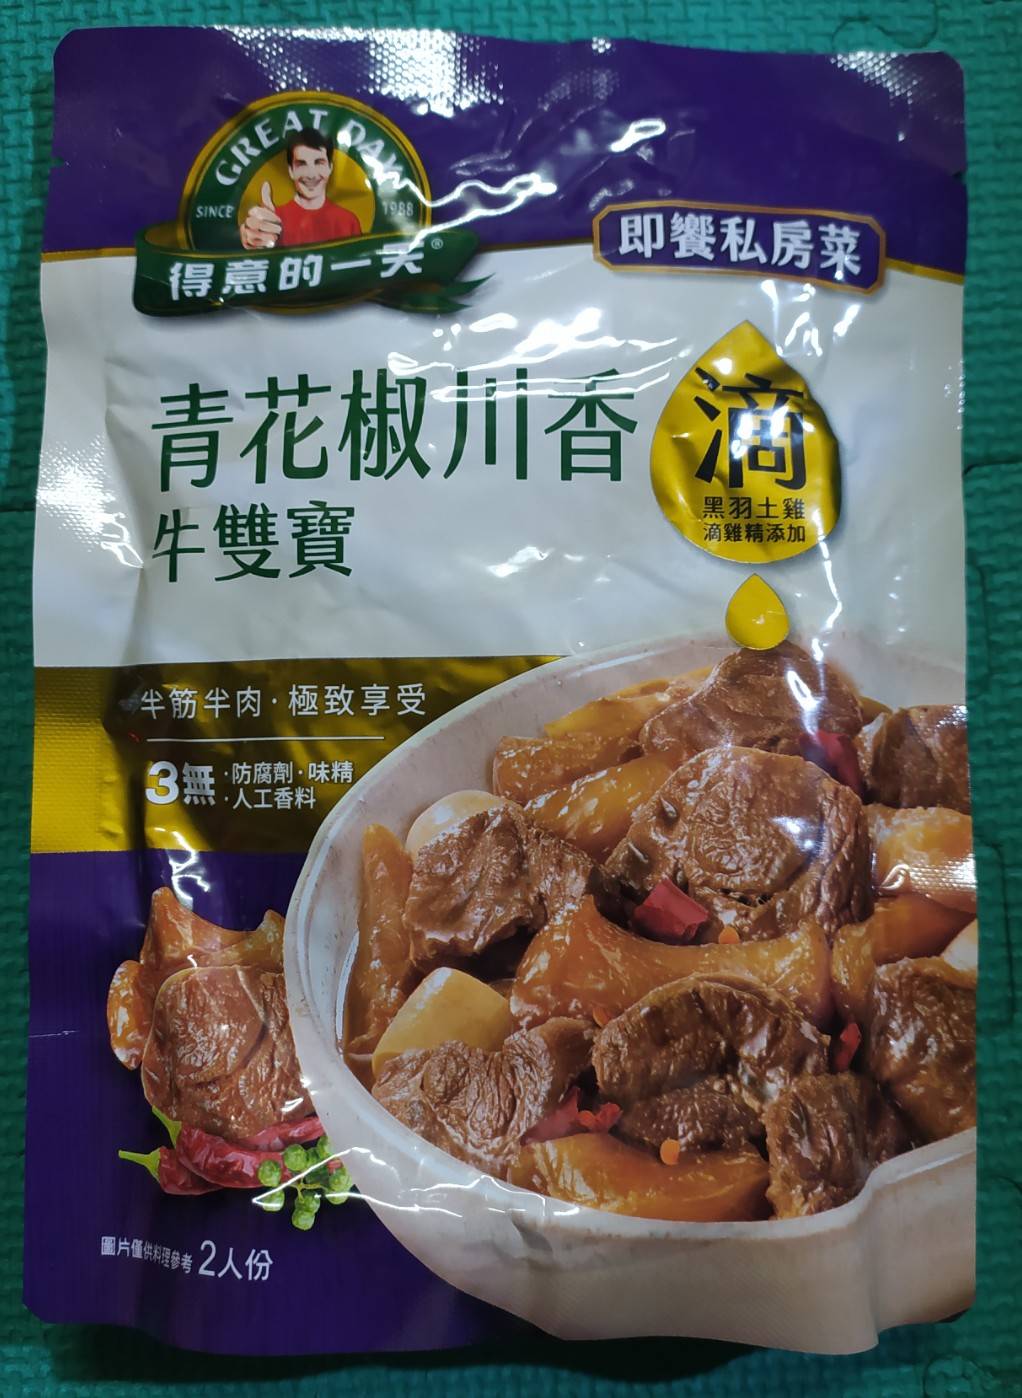 GREAT DAY
SINCE 1988
得意的一天®
即饗私房菜
青花椒川香
牛雙寶
滴
黑羽土雞
滴雞精添加
半筋半肉·極致享受
3無 ·防腐劑·味精
·人工香料
圖片僅供料理參考 2人份